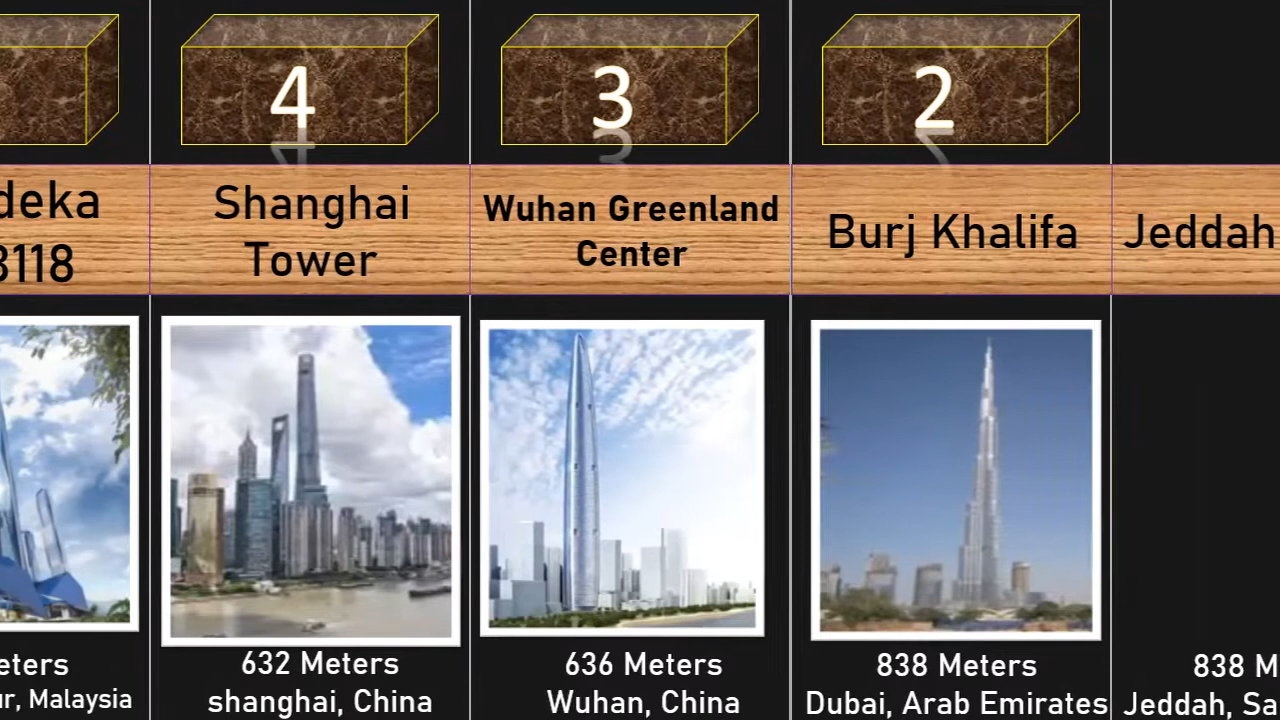 4
3
2
deka
3118
Shanghai
Tower
Wuhan Greenland
Center
Burj Khalifa
Jeddah
eters
ur, Malaysia
632 Meters
shanghai, China
636 Meters
Wuhan, China
838 Meters
Dubai, Arab Emirates
838 M
Jeddah, Sa